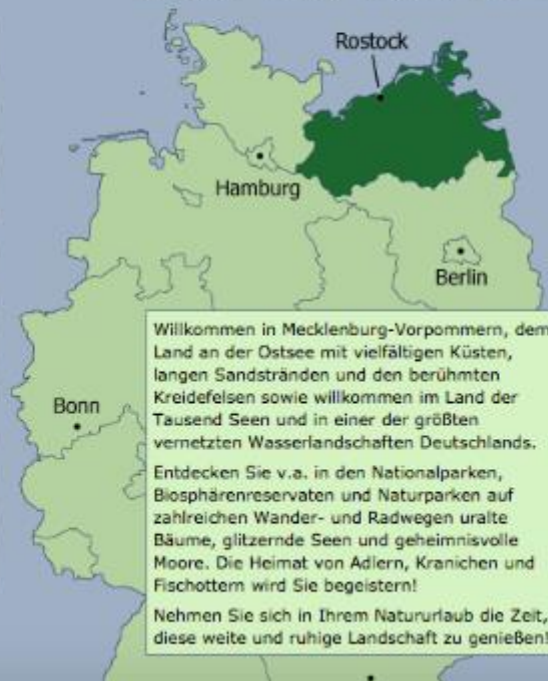 Rostock
Hamburg
Berlin
Bonn
Willkommen in Mecklenburg-Vorpommern, dem
Land an der Ostsee mit vielfältigen Küsten,
langen Sandstränden und den berühmten
Kreidefelsen sowie willkommen im Land der
Tausend Seen und in einer der größten
vernetzten Wasserlandschaften Deutschlands.
Entdecken Sie v.a. in den Nationalparken,
Biosphärenreservaten und Naturparken auf
zahlreichen Wander- und Radwegen uralte
Bäume, glitzernde Seen und geheimnisvolle
Moore. Die Heimat von Adlern, Kranichen und
Fischottern wird Sie begeistern!
Nehmen Sie sich in Ihrem Natururlaub die Zeit,
diese weite und ruhige Landschaft zu genießen!